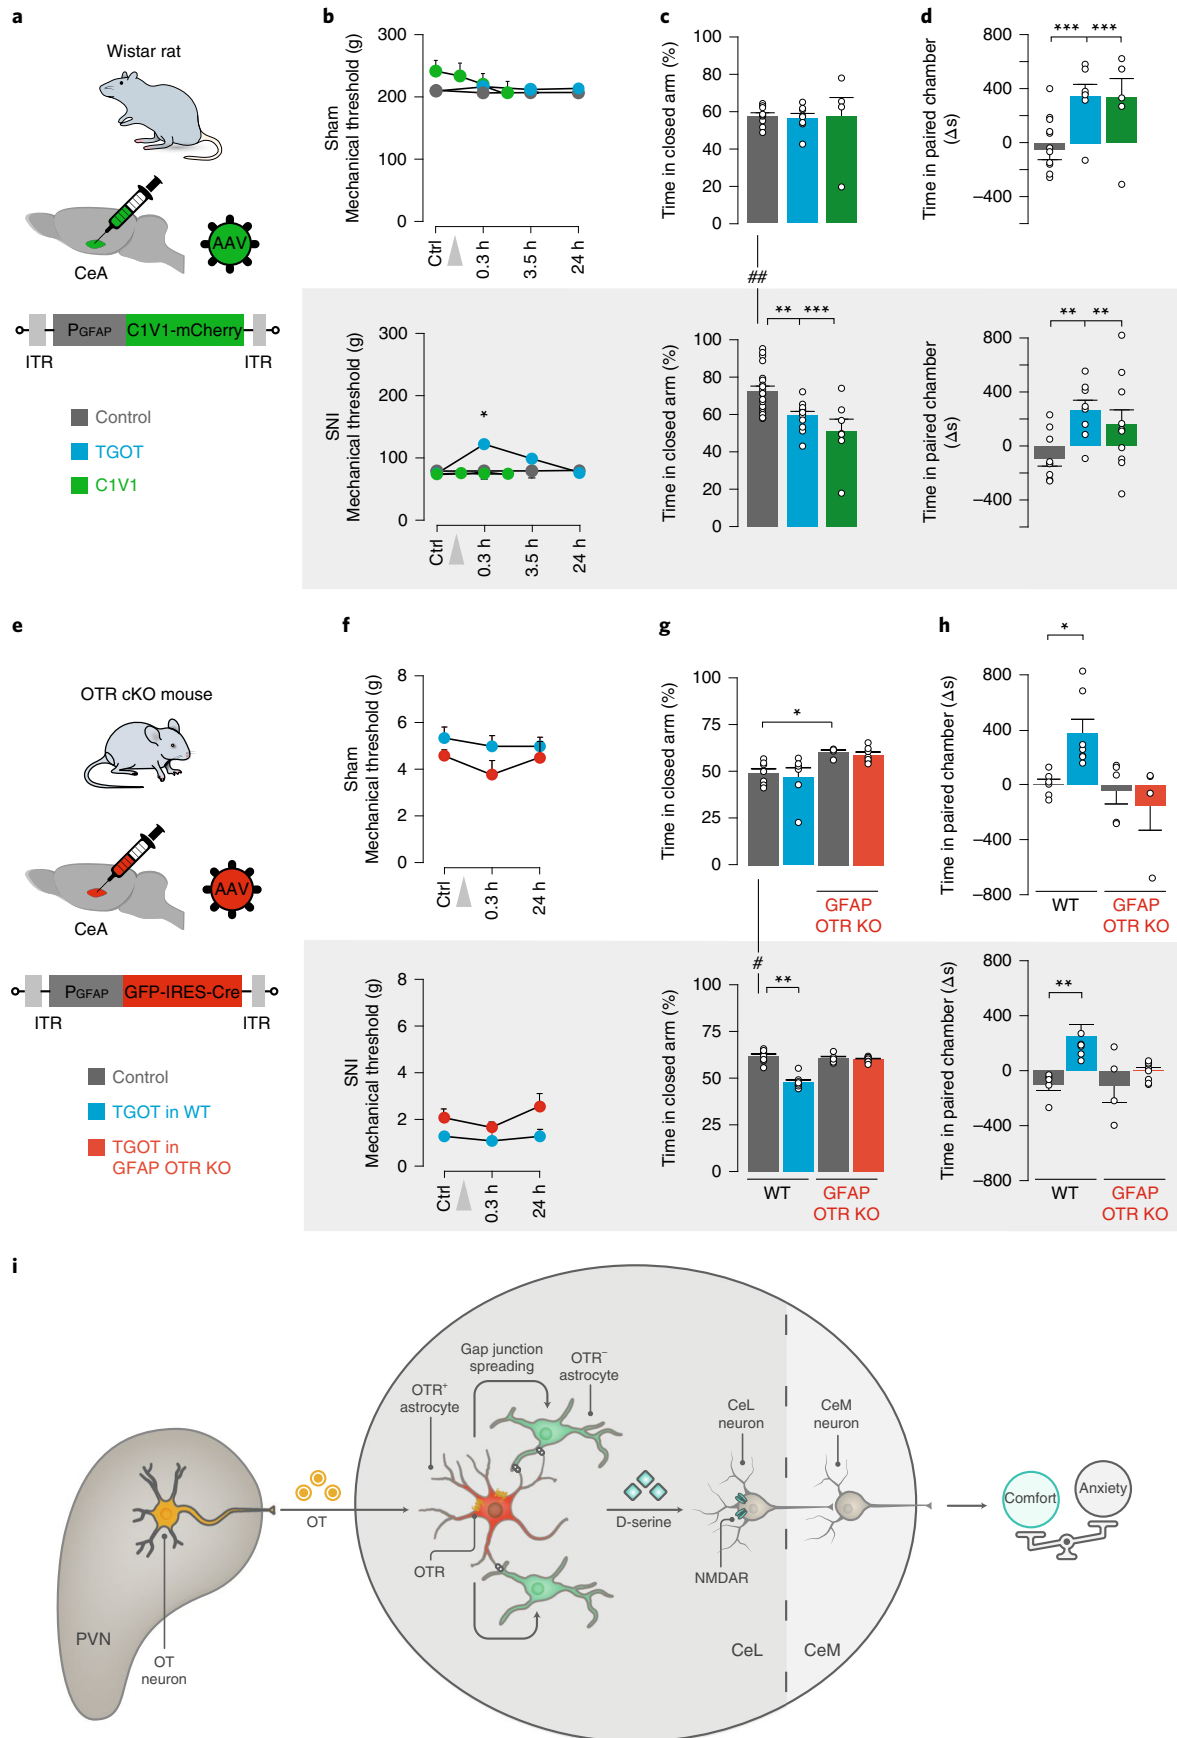 a
Wistar rat
CeA
AAV
PGFAP
C1V1-mCherry
ITR
ITR
Control
TGOT
C1V1
b
Sham
Mechanical threshold (g)
300
200
100
0
Ctrl
0.3 h
3.5 h
24 h
SNI
Mechanical threshold (g)
300
200
100
0
*
Ctrl
0.3 h
3.5 h
24 h
c
Time in closed arm (%)
100
80
60
40
20
0
##
Time in closed arm (%)
100
80
60
40
20
0
**
***
d
Time in paired chamber
(Δs)
800
400
0
−400
***
***
Time in paired chamber
(Δs)
800
400
0
−400
**
**
e
OTR cKO mouse
CeA
AAV
PGFAP
GFP-IRES-Cre
ITR
ITR
Control
TGOT in WT
TGOT in
GFAP OTR KO
f
Sham
Mechanical threshold (g)
8
6
4
2
0
Ctrl
0.3 h
24 h
SNI
Mechanical threshold (g)
8
6
4
2
0
Ctrl
0.3 h
24 h
g
Time in closed arm (%)
100
75
50
25
0
*
GFAP
OTR KO
#
Time in closed arm (%)
100
75
50
25
0
**
WT
GFAP
OTR KO
h
Time in paired chamber (Δs)
800
400
0
−400
−800
*
WT
GFAP
OTR KO
Time in paired chamber (Δs)
800
400
0
−400
−800
**
WT
GFAP
OTR KO
i
PVN
OT
neuron
OT
OTR+
astrocyte
Gap junction
spreading
OTR−
astrocyte
OTR
D-serine
CeL
neuron
NMDAR
CeM
neuron
CeL
CeM
Comfort
Anxiety